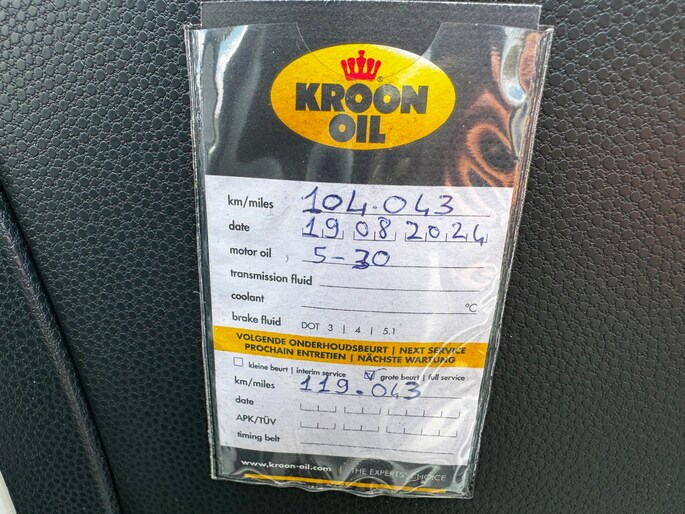 KROON
OIL
®
km/miles 104.043
date 19 08 2024
motor oil 5-30
transmission fluid
coolant °C
brake fluid DOT 3 | 4 | 5.1
VOLGENDE ONDERHOUDSBEURT | NEXT SERVICE
PROCHAIN ENTRETIEN | NÄCHSTE WARTUNG
kleine beurt | interim service grote beurt | full service
km/miles 119.043
date
APK/TÜV
timing belt
www.kroon-oil.com | THE EXPERTS' CHOICE